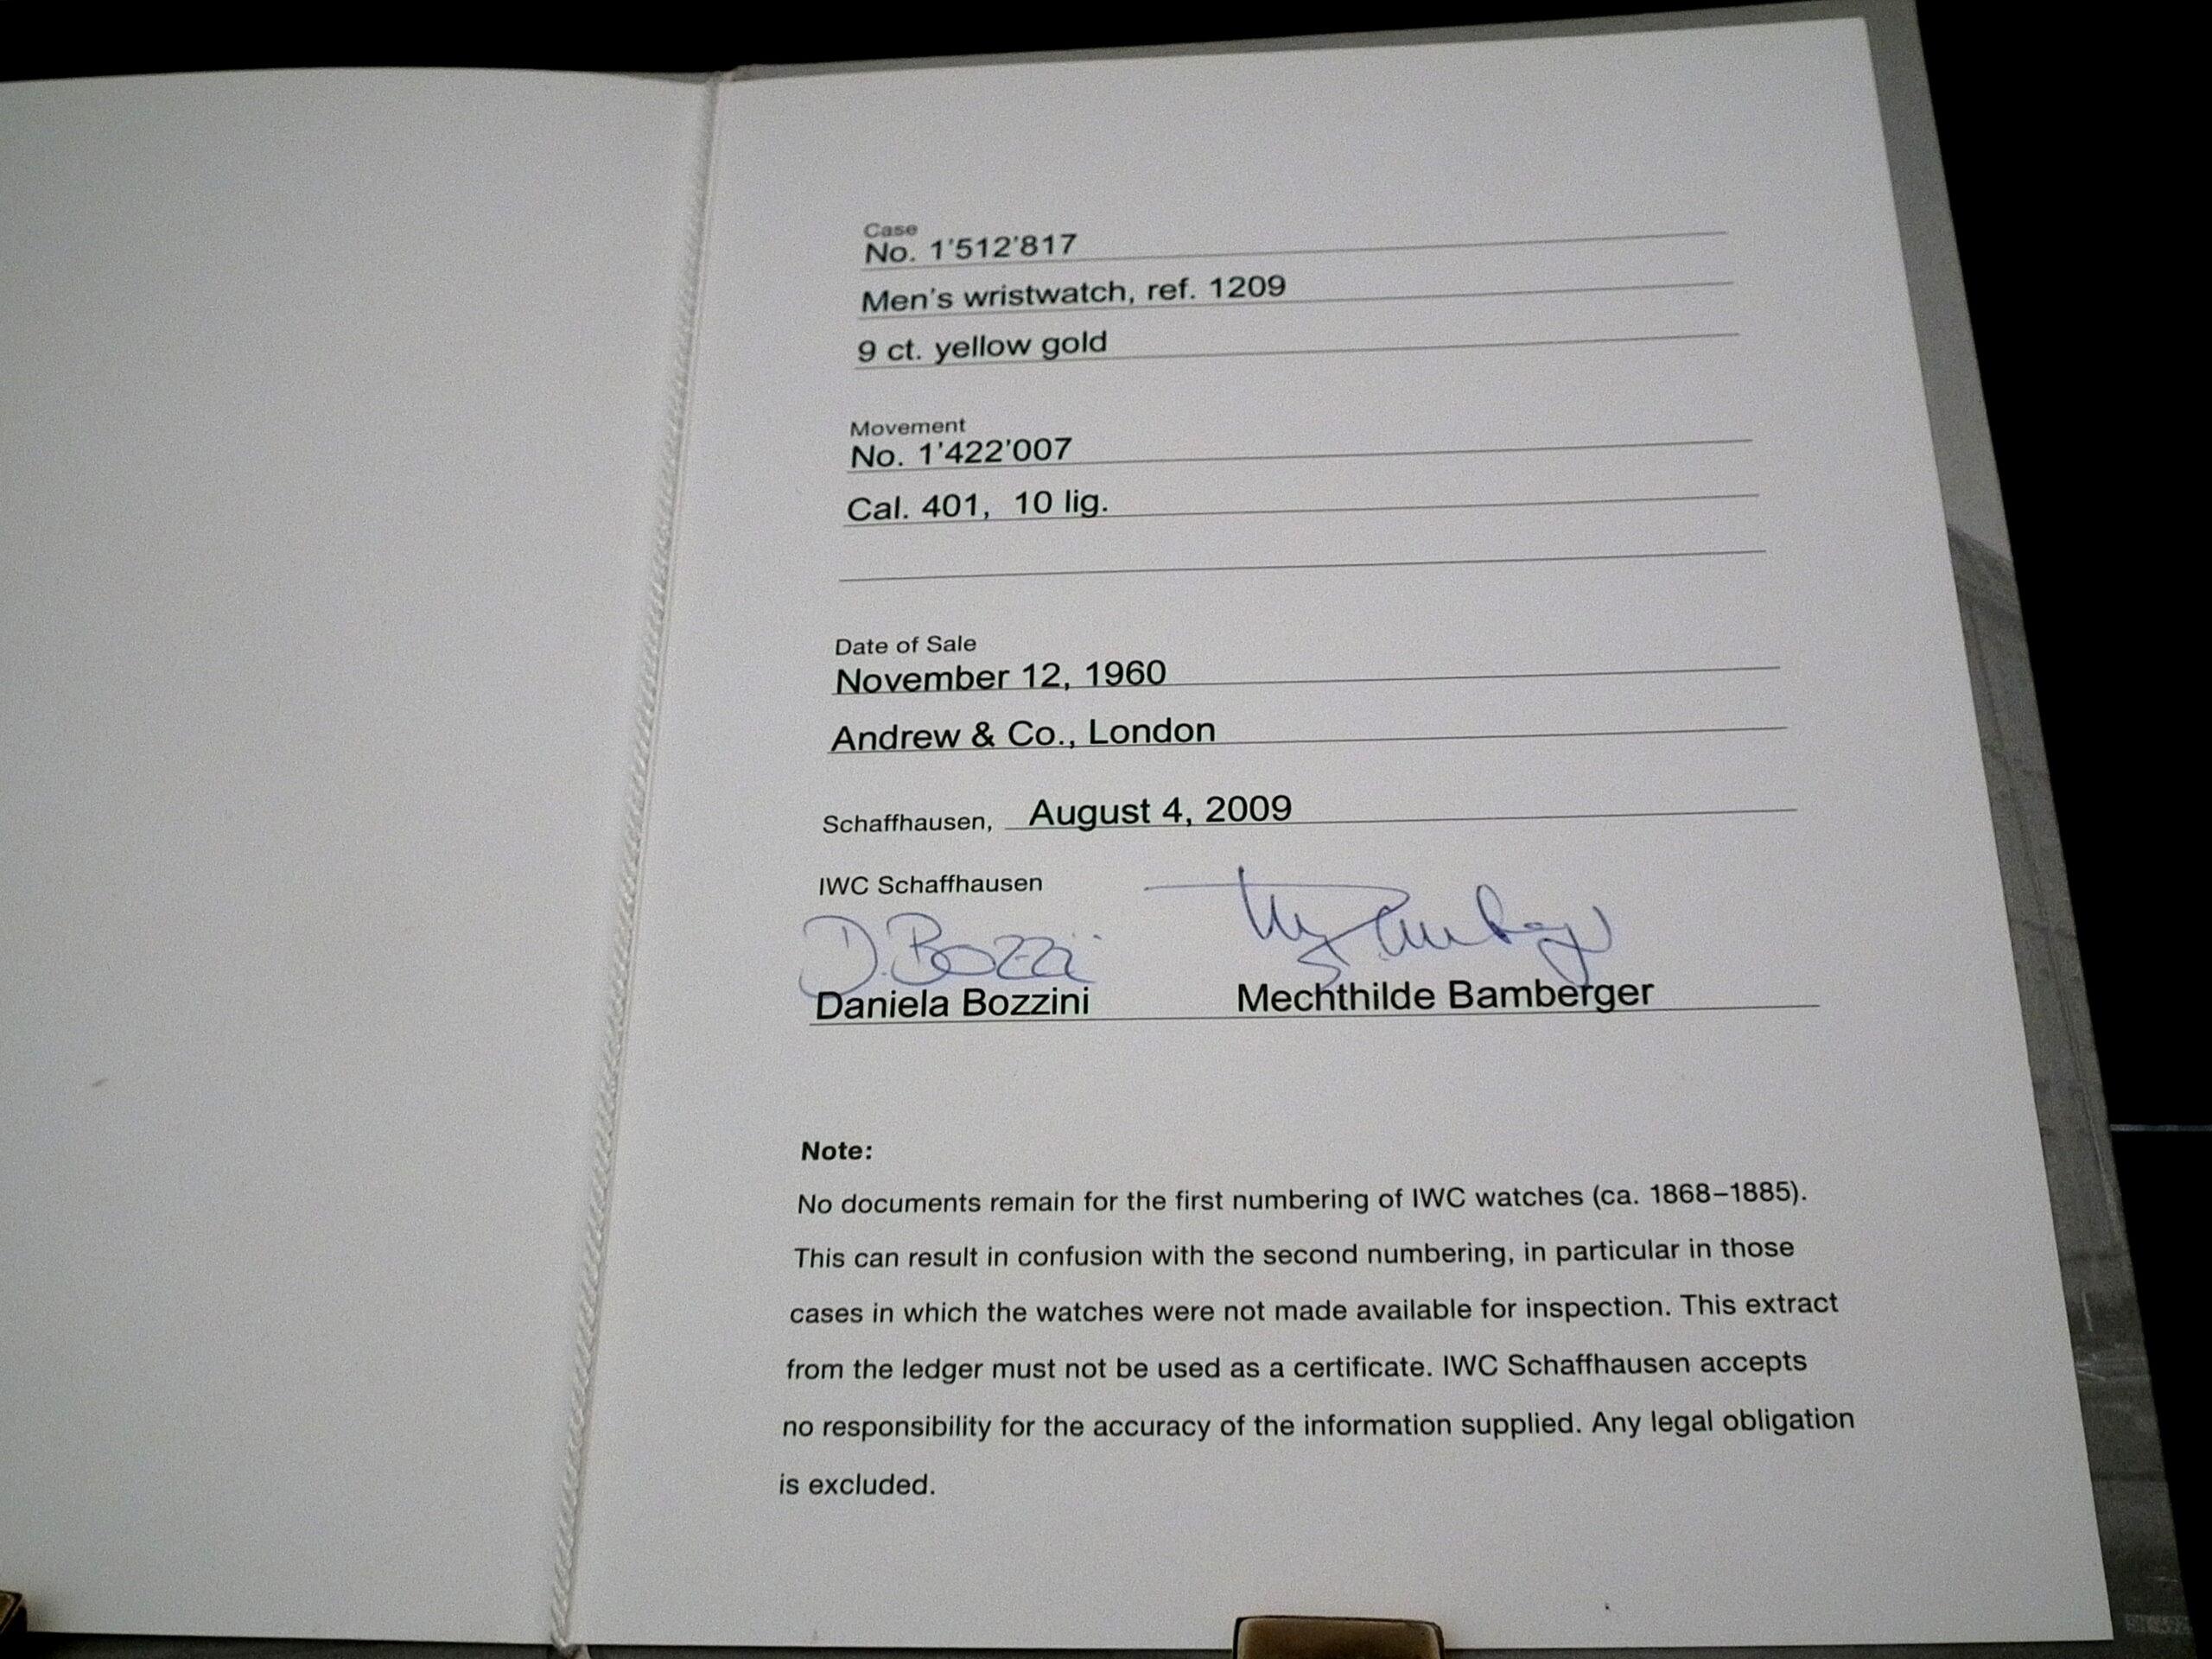 Case
No. 1'512'817
Men's wristwatch, ref. 1209
9 ct. yellow gold
Movement
No. 1'422'007
Cal. 401, 10 lig.
Date of Sale
November 12, 1960
Andrew & Co., London
Schaffhausen, August 4, 2009
IWC Schaffhausen
D. Bozzi
Daniela Bozzini Mechthilde Bamberger
Note:
No documents remain for the first numbering of IWC watches (ca. 1868–1885).
This can result in confusion with the second numbering, in particular in those
cases in which the watches were not made available for inspection. This extract
from the ledger must not be used as a certificate. IWC Schaffhausen accepts
no responsibility for the accuracy of the information supplied. Any legal obligation
is excluded.